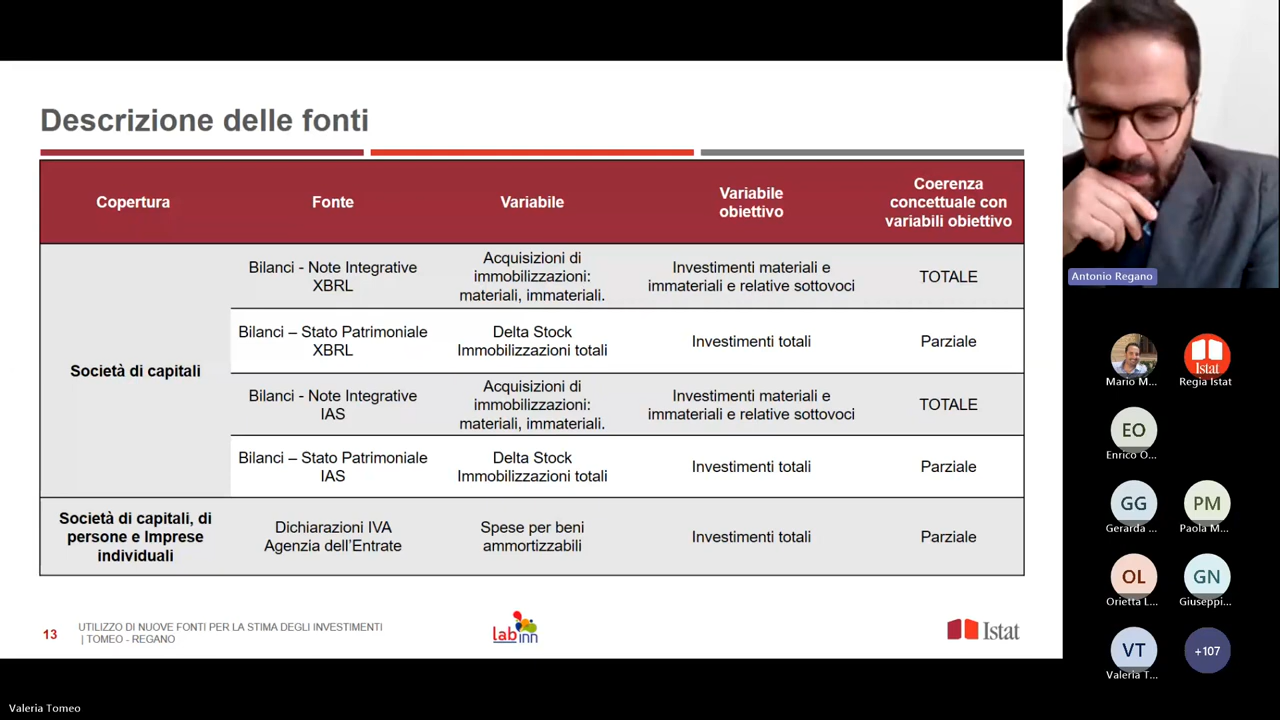 Descrizione delle fonti
Copertura
Fonte
Variabile
Variabile
obiettivo
Coerenza
concettuale con
variabili obiettivo
Società di capitali
Bilanci - Note Integrative
XBRL
Acquisizioni di
immobilizzazioni:
materiali, immateriali.
Investimenti materiali e
immateriali e relative sottovoci
TOTALE
Bilanci – Stato Patrimoniale
XBRL
Delta Stock
Immobilizzazioni totali
Investimenti totali
Parziale
Bilanci - Note Integrative
IAS
Acquisizioni di
immobilizzazioni:
materiali, immateriali.
Investimenti materiali e
immateriali e relative sottovoci
TOTALE
Bilanci – Stato Patrimoniale
IAS
Delta Stock
Immobilizzazioni totali
Investimenti totali
Parziale
Società di capitali, di
persone e Imprese
individuali
Dichiarazioni IVA
Agenzia dell'Entrate
Spese per beni
ammortizzabili
Investimenti totali
Parziale
13
UTILIZZO DI NUOVE FONTI PER LA STIMA DEGLI INVESTIMENTI
| TOMEO - REGANO
lab inn
Istat
Antonio Regano
Mario M...
Istat
Regia Istat
EO
Enrico O...
GG
Gerarda ...
PM
Paola M...
OL
Orietta L...
GN
Giuseppi...
VT
Valeria T...
+107
Valeria Tomeo